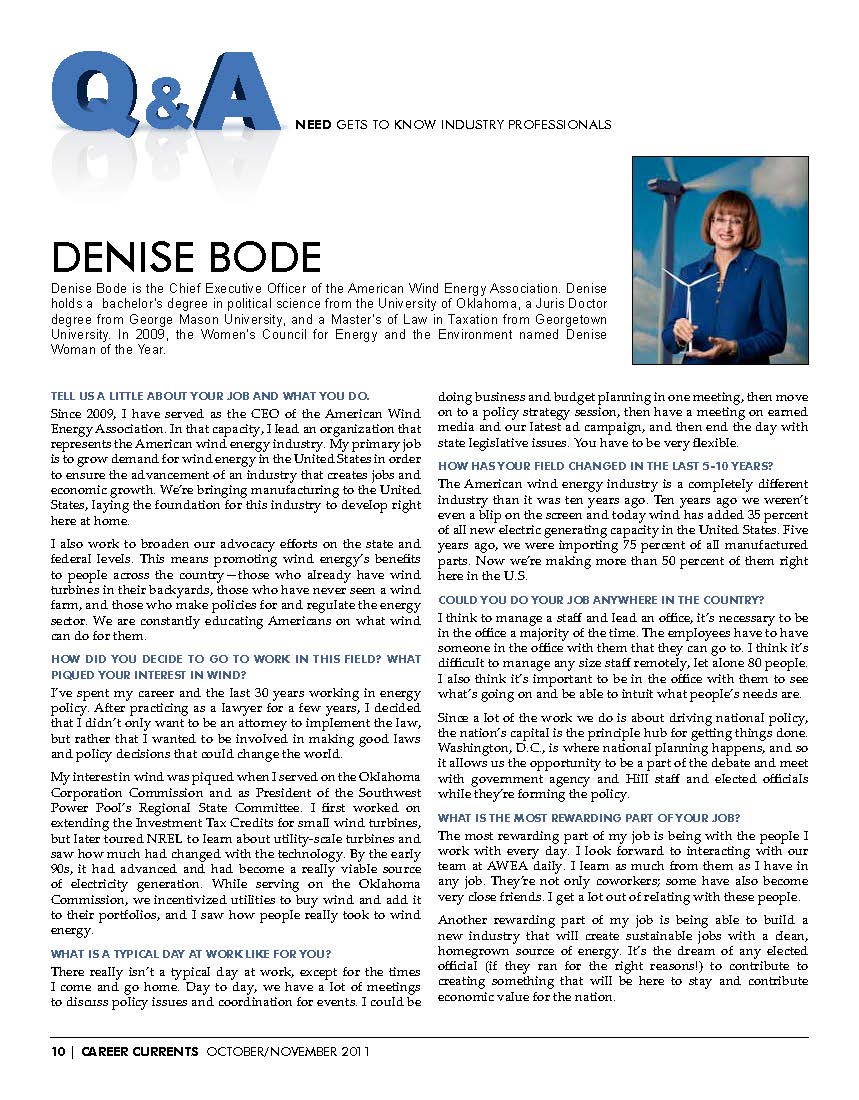 Q&A
NEED GETS TO KNOW INDUSTRY PROFESSIONALS
DENISE BODE
Denise Bode is the Chief Executive Officer of the American Wind Energy Association. Denise
holds a bachelor's degree in political science from the University of Oklahoma, a Juris Doctor
degree from George Mason University, and a Master's of Law in Taxation from Georgetown
University. In 2009, the Women's Council for Energy and the Environment named Denise
Woman of the Year.
TELL US A LITTLE ABOUT YOUR JOB AND WHAT YOU DO.
Since 2009, I have served as the CEO of the American Wind
Energy Association. In that capacity, I lead an organization that
represents the American wind energy industry. My primary job
is to grow demand for wind energy in the United States in order
to ensure the advancement of an industry that creates jobs and
economic growth. We're bringing manufacturing to the United
States, laying the foundation for this industry to develop right
here at home.
I also work to broaden our advocacy efforts on the state and
federal levels. This means promoting wind energy's benefits
to people across the country—those who already have wind
turbines in their backyards, those who have never seen a wind
farm, and those who make policies for and regulate the energy
sector. We are constantly educating Americans on what wind
can do for them.
HOW DID YOU DECIDE TO GO TO WORK IN THIS FIELD? WHAT
PIQUED YOUR INTEREST IN WIND?
I've spent my career and the last 30 years working in energy
policy. After practicing as a lawyer for a few years, I decided
that I didn't only want to be an attorney to implement the law,
but rather that I wanted to be involved in making good laws
and policy decisions that could change the world.
My interest in wind was piqued when I served on the Oklahoma
Corporation Commission and as President of the Southwest
Power Pool's Regional State Committee. I first worked on
extending the Investment Tax Credits for small wind turbines,
but later toured NREL to learn about utility-scale turbines and
saw how much had changed with the technology. By the early
90s, it had advanced and had become a really viable source
of electricity generation. While serving on the Oklahoma
Commission, we incentivized utilities to buy wind and add it
to their portfolios, and I saw how people really took to wind
energy.
WHAT IS A TYPICAL DAY AT WORK LIKE FOR YOU?
There really isn't a typical day at work, except for the times
I come and go home. Day to day, we have a lot of meetings
to discuss policy issues and coordination for events. I could be
doing business and budget planning in one meeting, then move
on to a policy strategy session, then have a meeting on earned
media and our latest ad campaign, and then end the day with
state legislative issues. You have to be very flexible.
HOW HAS YOUR FIELD CHANGED IN THE LAST 5-10 YEARS?
The American wind energy industry is a completely different
industry than it was ten years ago. Ten years ago we weren't
even a blip on the screen and today wind has added 35 percent
of all new electric generating capacity in the United States. Five
years ago, we were importing 75 percent of all manufactured
parts. Now we're making more than 50 percent of them right
here in the U.S.
COULD YOU DO YOUR JOB ANYWHERE IN THE COUNTRY?
I think to manage a staff and lead an office, it's necessary to be
in the office a majority of the time. The employees have to have
someone in the office with them that they can go to. I think it's
difficult to manage any size staff remotely, let alone 80 people.
I also think it's important to be in the office with them to see
what's going on and be able to intuit what people's needs are.
Since a lot of the work we do is about driving national policy,
the nation's capital is the principle hub for getting things done.
Washington, D.C., is where national planning happens, and so
it allows us the opportunity to be a part of the debate and meet
with government agency and Hill staff and elected officials
while they're forming the policy.
WHAT IS THE MOST REWARDING PART OF YOUR JOB?
The most rewarding part of my job is being with the people I
work with every day. I look forward to interacting with our
team at AWEA daily. I learn as much from them as I have in
any job. They're not only coworkers; some have also become
very close friends. I get a lot out of relating with these people.
Another rewarding part of my job is being able to build a
new industry that will create sustainable jobs with a clean,
homegrown source of energy. It's the dream of any elected
official (if they ran for the right reasons!) to contribute to
creating something that will be here to stay and contribute
economic value for the nation.
10 | CAREER CURRENTS OCTOBER/NOVEMBER 2011